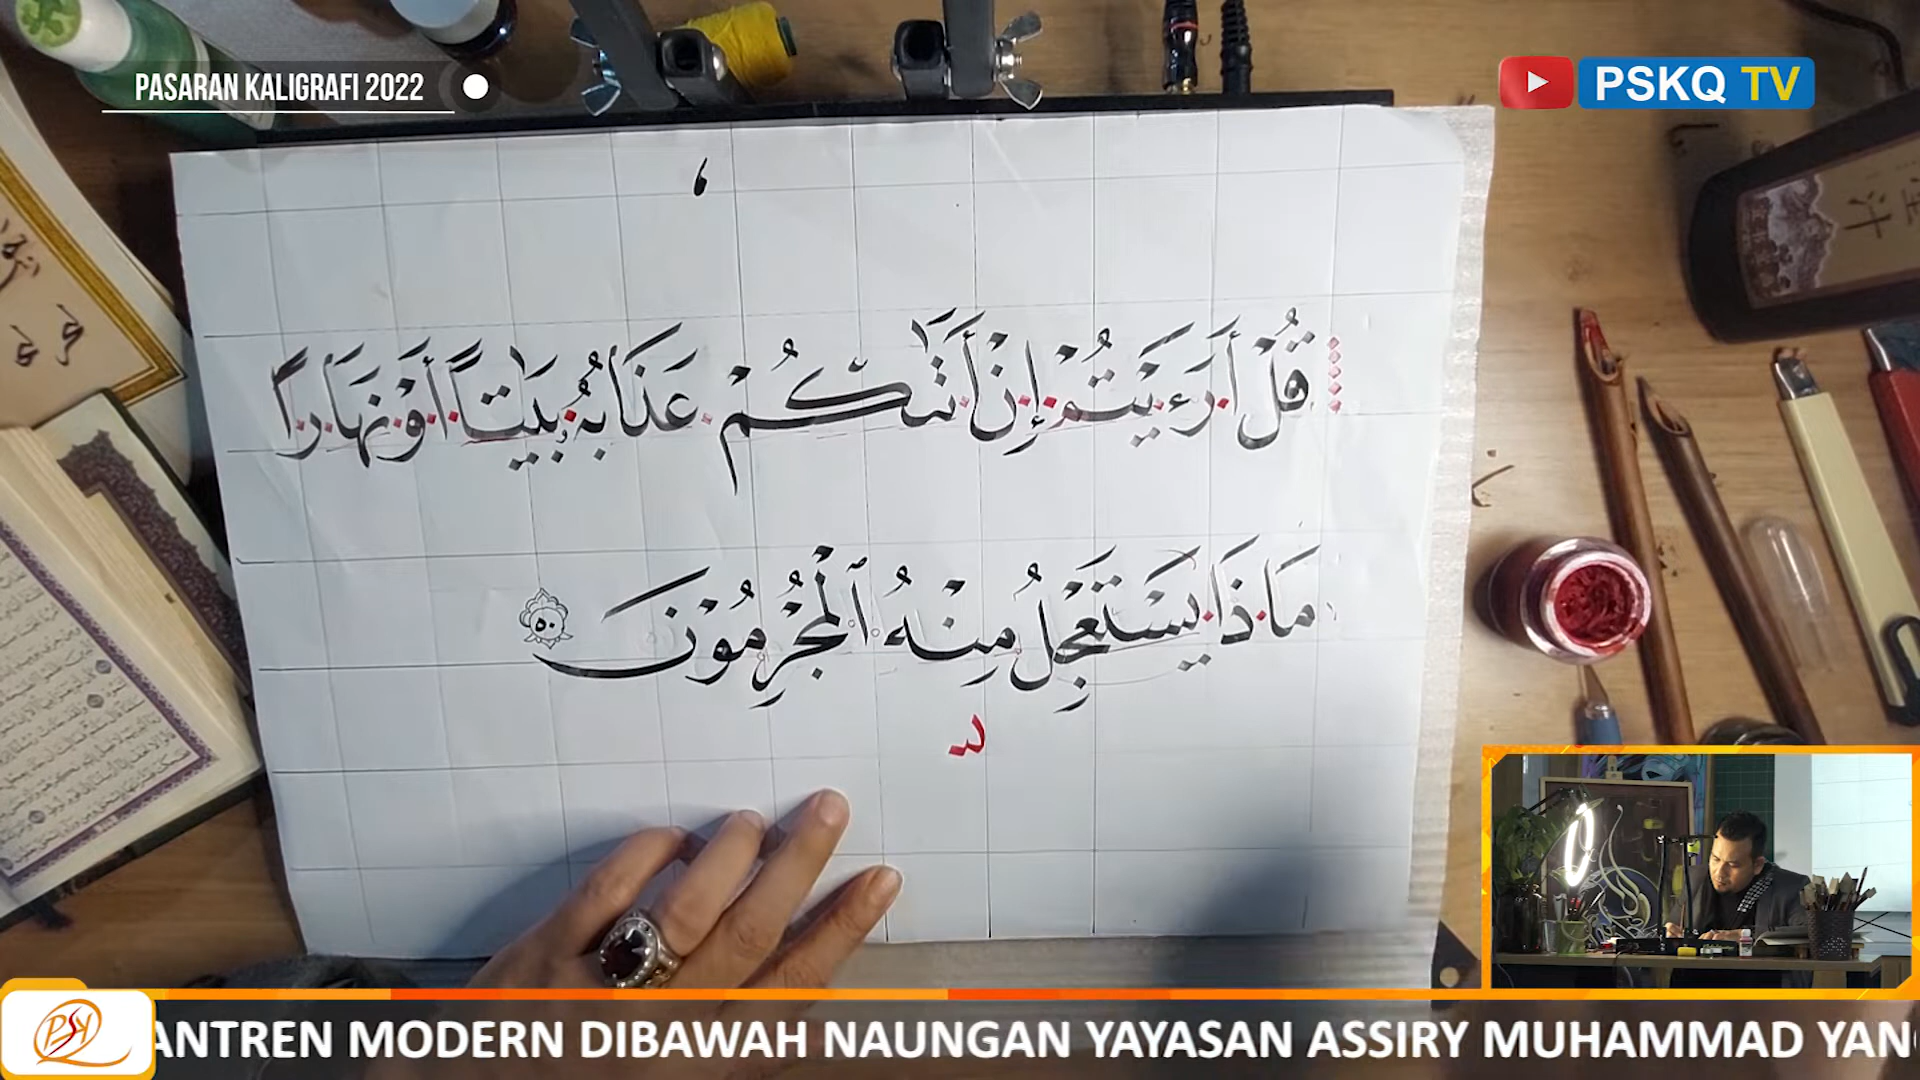 PASARAN KALIGRAFI 2022
PSKQ TV
قُلْ أَرَءَيْتُمْ إِنْ أَتَىٰكُمْ عَذَابُهُۥ بَيَٰتًا أَوْ نَهَارًا
مَاذَا يَسْتَعْجِلُ مِنْهُ ٱلْمُجْرِمُونَ ٥٠
ANTREN MODERN DIBAWAH NAUNGAN YAYASAN ASSIRY MUHAMMAD YAN